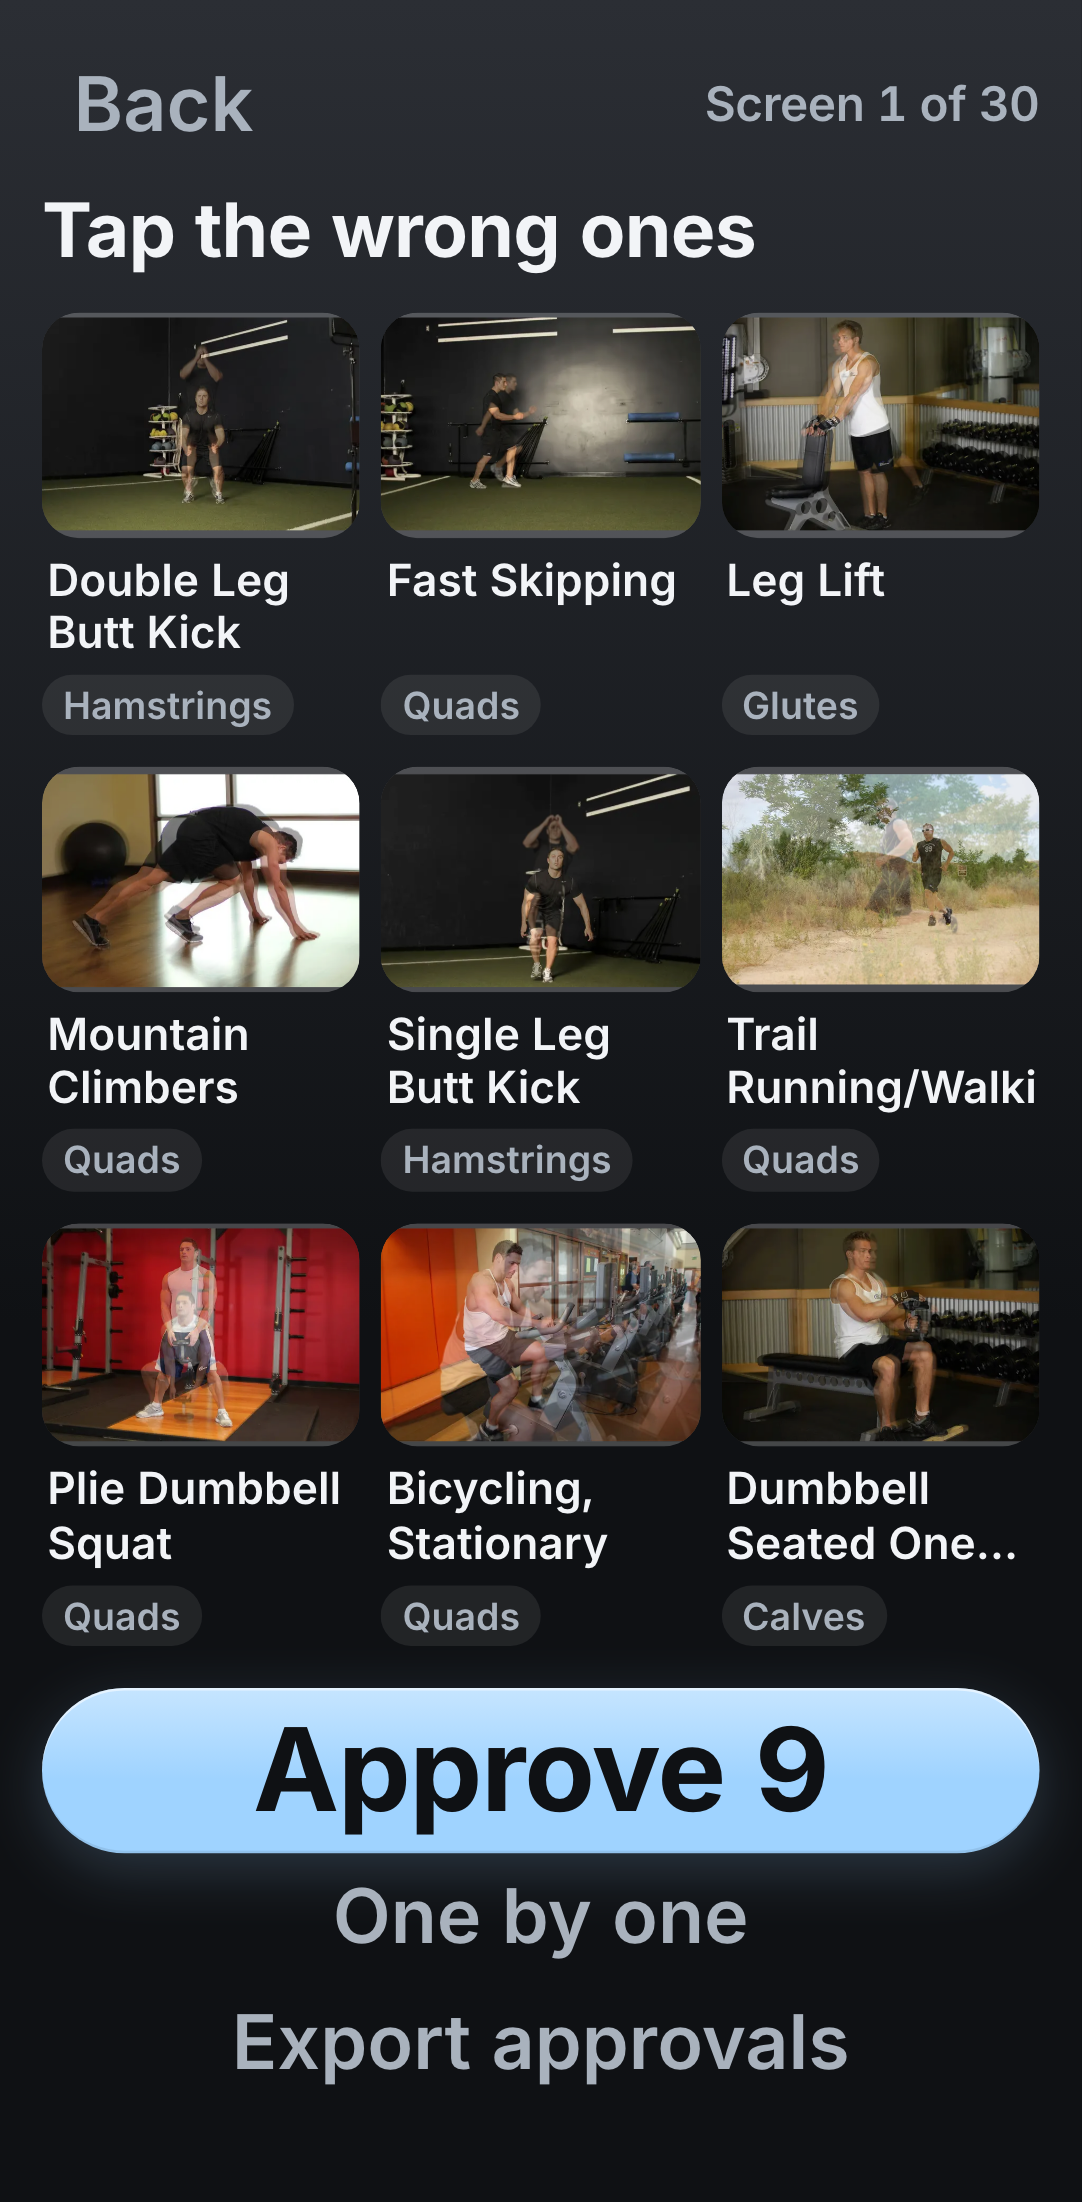 Back
Screen 1 of 30
Tap the wrong ones
Double Leg
Butt Kick
Fast Skipping
Leg Lift
Hamstrings
Quads
Glutes
Mountain
Climbers
Single Leg
Butt Kick
Trail
Running/Walki
Quads
Hamstrings
Quads
Plie Dumbbell
Squat
Bicycling,
Stationary
Dumbbell
Seated One...
Quads
Quads
Calves
Approve 9
One by one
Export approvals